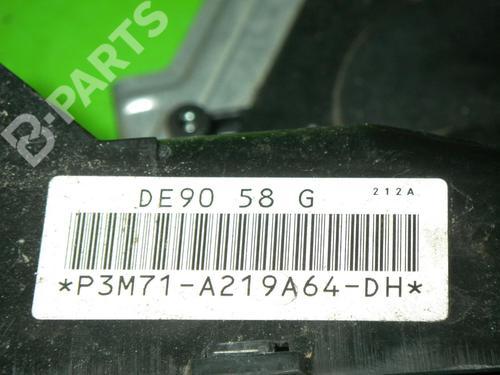 B-PARTS
DE90 58 G 212A
*P3M71-A219A64-DH*